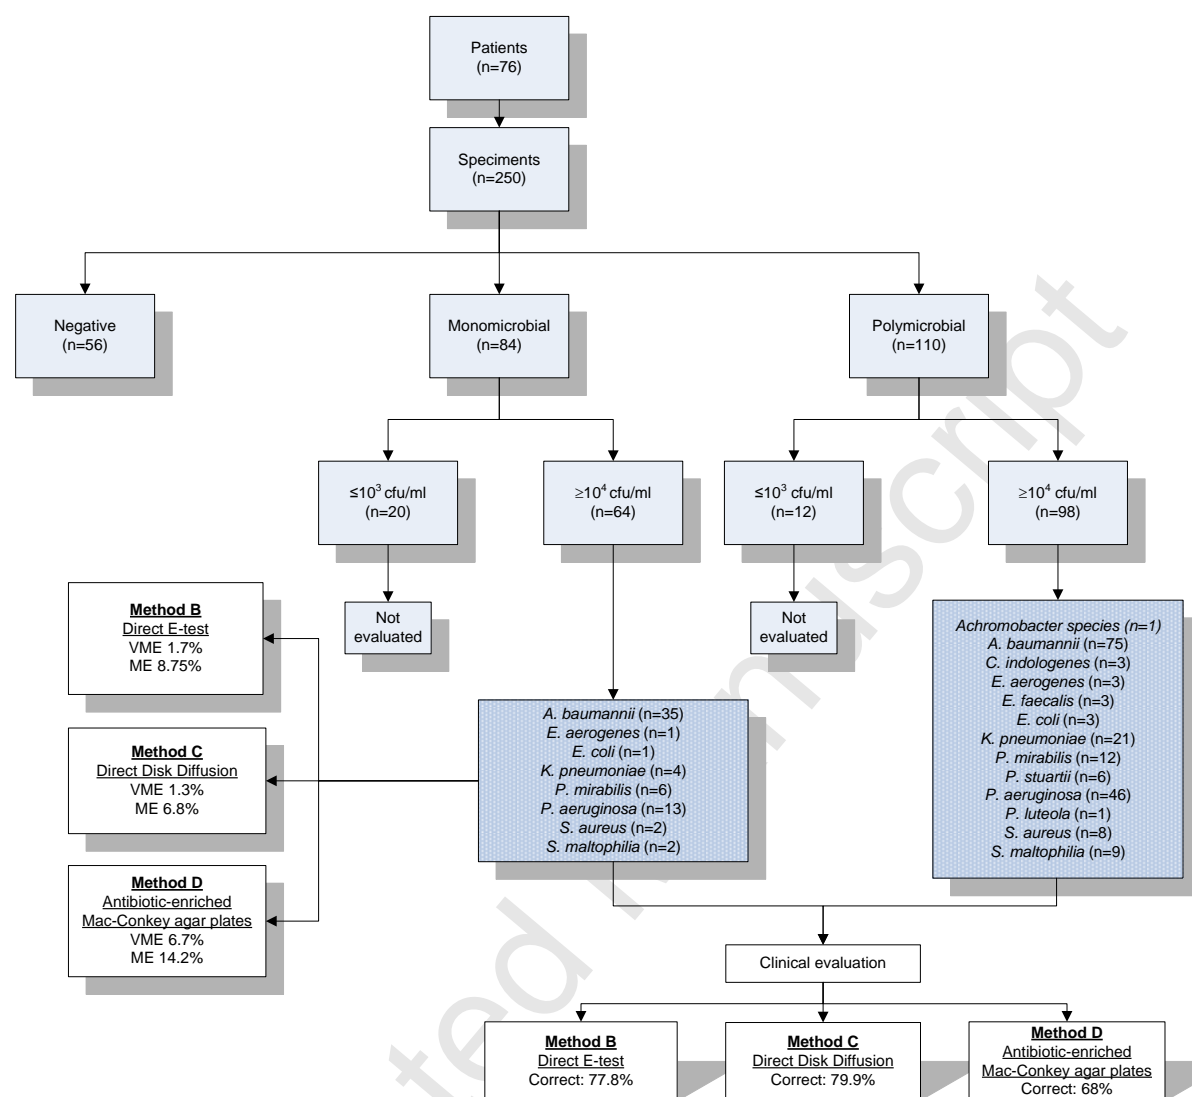 Patients
(n=76)
Speciments
(n=250)
Negative
(n=56)
Monomicrobial
(n=84)
Polymicrobial
(n=110)
≤10³ cfu/ml
(n=20)
≥10⁴ cfu/ml
(n=64)
≤10³ cfu/ml
(n=12)
≥10⁴ cfu/ml
(n=98)
Not
evaluated
Not
evaluated
Method B
Direct E-test
VME 1.7%
ME 8.75%
Method C
Direct Disk Diffusion
VME 1.3%
ME 6.8%
Method D
Antibiotic-enriched
Mac-Conkey agar plates
VME 6.7%
ME 14.2%
A. baumannii (n=35)
E. aerogenes (n=1)
E. coli (n=1)
K. pneumoniae (n=4)
P. mirabilis (n=6)
P. aeruginosa (n=13)
S. aureus (n=2)
S. maltophilia (n=2)
Achromobacter species (n=1)
A. baumannii (n=75)
C. indologenes (n=3)
E. aerogenes (n=3)
E. faecalis (n=3)
E. coli (n=3)
K. pneumoniae (n=21)
P. mirabilis (n=12)
P. stuartii (n=6)
P. aeruginosa (n=46)
P. luteola (n=1)
S. aureus (n=8)
S. maltophilia (n=9)
Clinical evaluation
Method B
Direct E-test
Correct: 77.8%
Method C
Direct Disk Diffusion
Correct: 79.9%
Method D
Antibiotic-enriched
Mac-Conkey agar plates
Correct: 68%